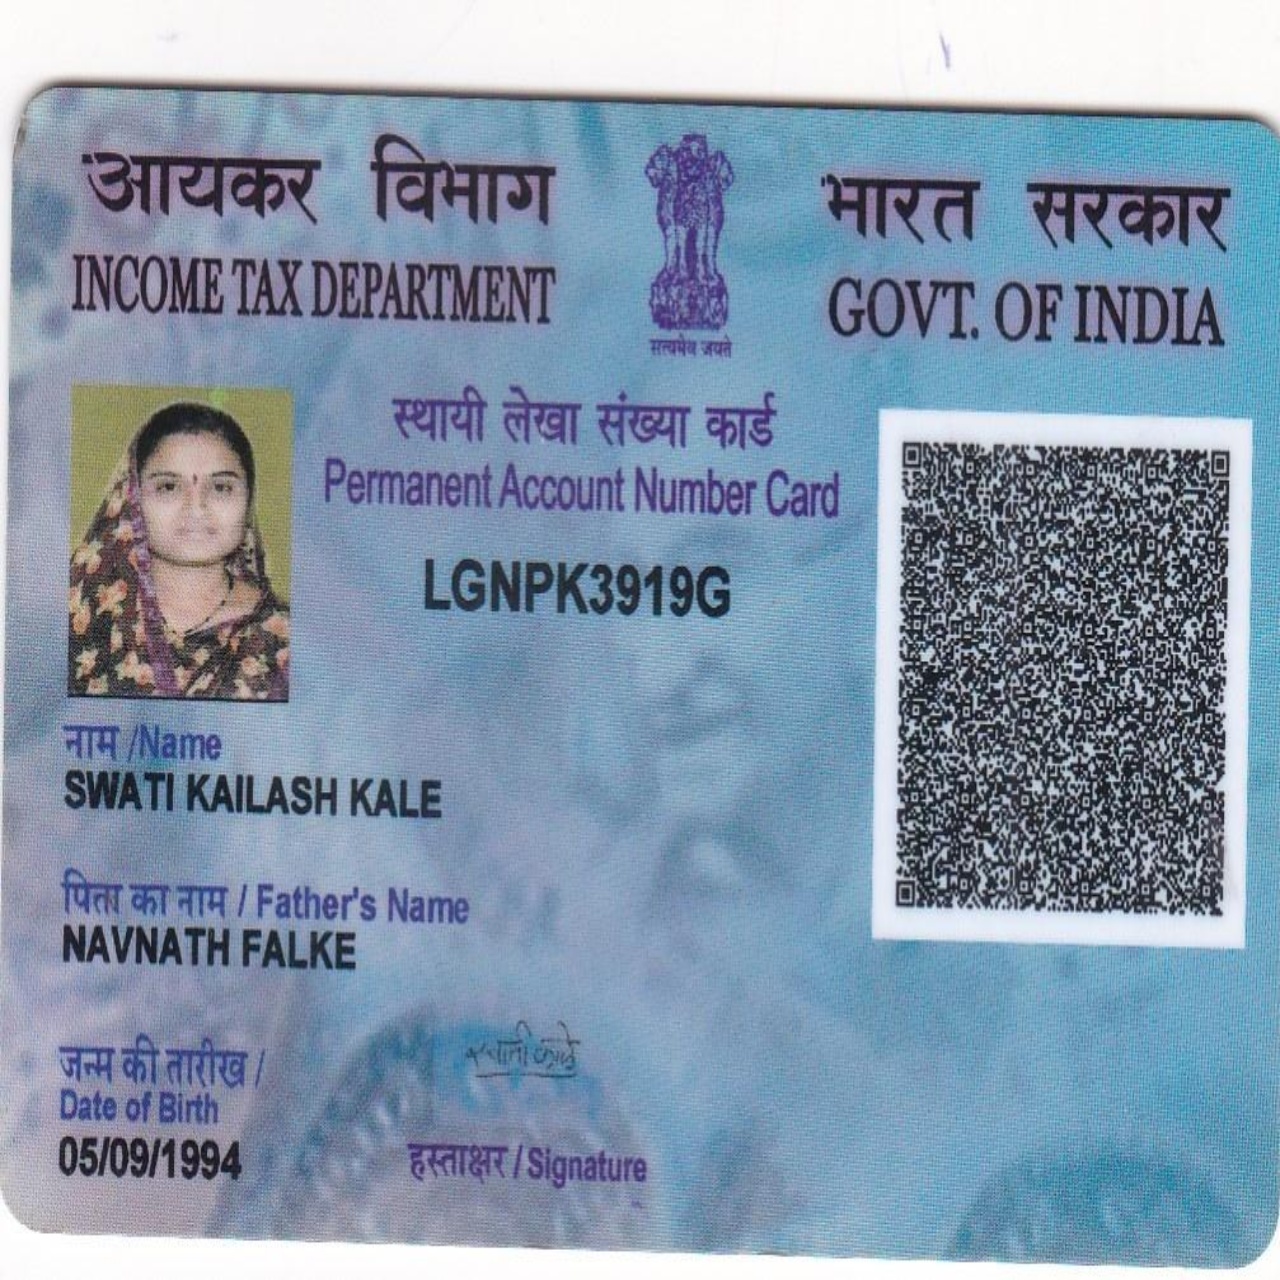 आयकर विभाग
INCOME TAX DEPARTMENT
सत्यमेव जयते
भारत सरकार
GOVT. OF INDIA
स्थायी लेखा संख्या कार्ड
Permanent Account Number Card
LGNPK3919G
नाम /Name
SWATI KAILASH KALE
पिता का नाम / Father's Name
NAVNATH FALKE
जन्म की तारीख /
Date of Birth
05/09/1994
स्वाती काळे
हस्ताक्षर / Signature